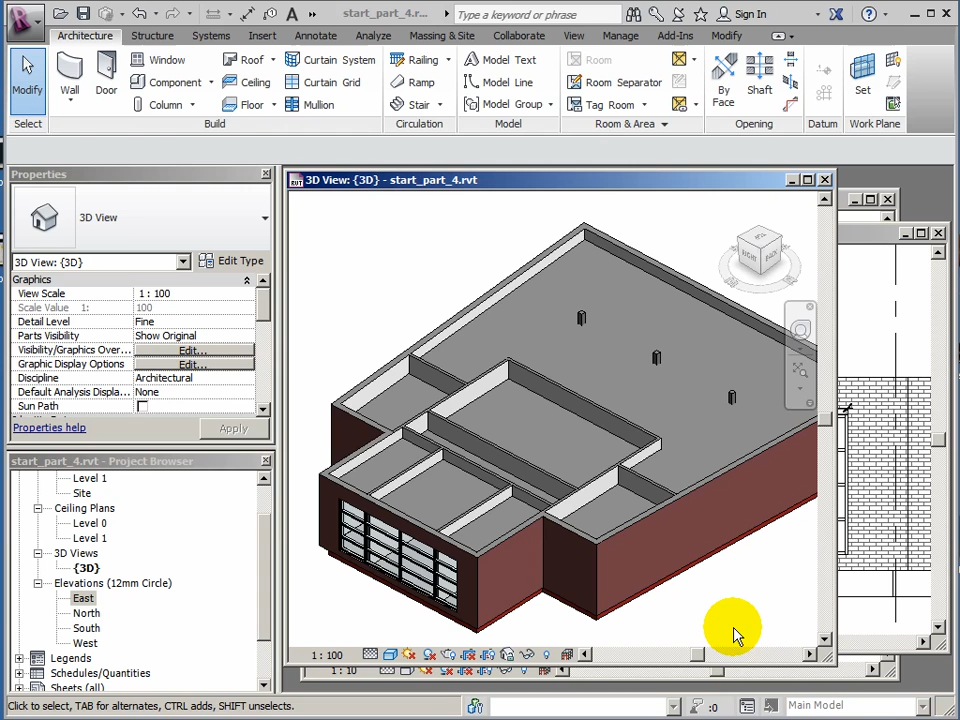 start_part_4.r...
Type a keyword or phrase
Sign In
Architecture Structure Systems Insert Annotate Analyze Massing & Site Collaborate View Manage Add-Ins Modify
Modify
Wall
Door
Window
Component
Column
Roof
Ceiling
Floor
Curtain System
Curtain Grid
Mullion
Railing
Ramp
Stair
Model Text
Model Line
Model Group
Room
Room Separator
Tag Room
By
Face
Shaft
Set
Select
Build
Circulation
Model
Room & Area
Opening
Datum
Work Plane
Properties
3D View
3D View: {3D}
Edit Type
Graphics
View Scale 1 : 100
Scale Value 1: 100
Detail Level Fine
Parts Visibility Show Original
Visibility/Graphics Over... Edit...
Graphic Display Options Edit...
Discipline Architectural
Default Analysis Displa... None
Sun Path
Properties help
Apply
start_part_4.rvt - Project Browser
Level 1
Site
Ceiling Plans
Level 0
Level 1
3D Views
{3D}
Elevations (12mm Circle)
East
North
South
West
Legends
Schedules/Quantities
Sheets (all)
3D View: {3D} - start_part_4.rvt
RIGHT
BACK
1 : 100
1 : 10
Click to select, TAB for alternates, CTRL adds, SHIFT unselects.
:0
Main Model